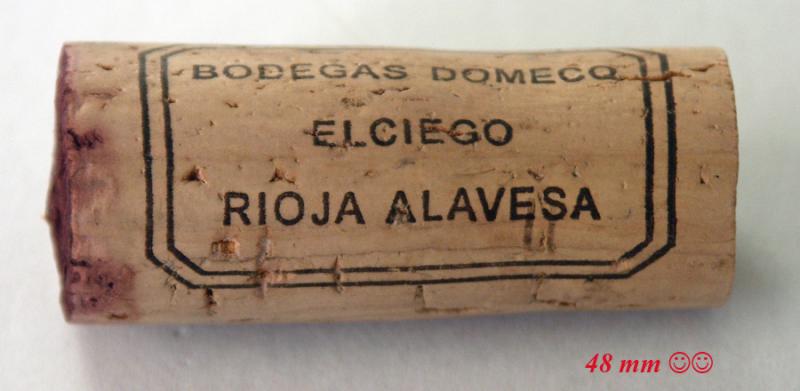 BODEGAS DOMECQ
ELCIEGO
RIOJA ALAVESA
48 mm ☺☺